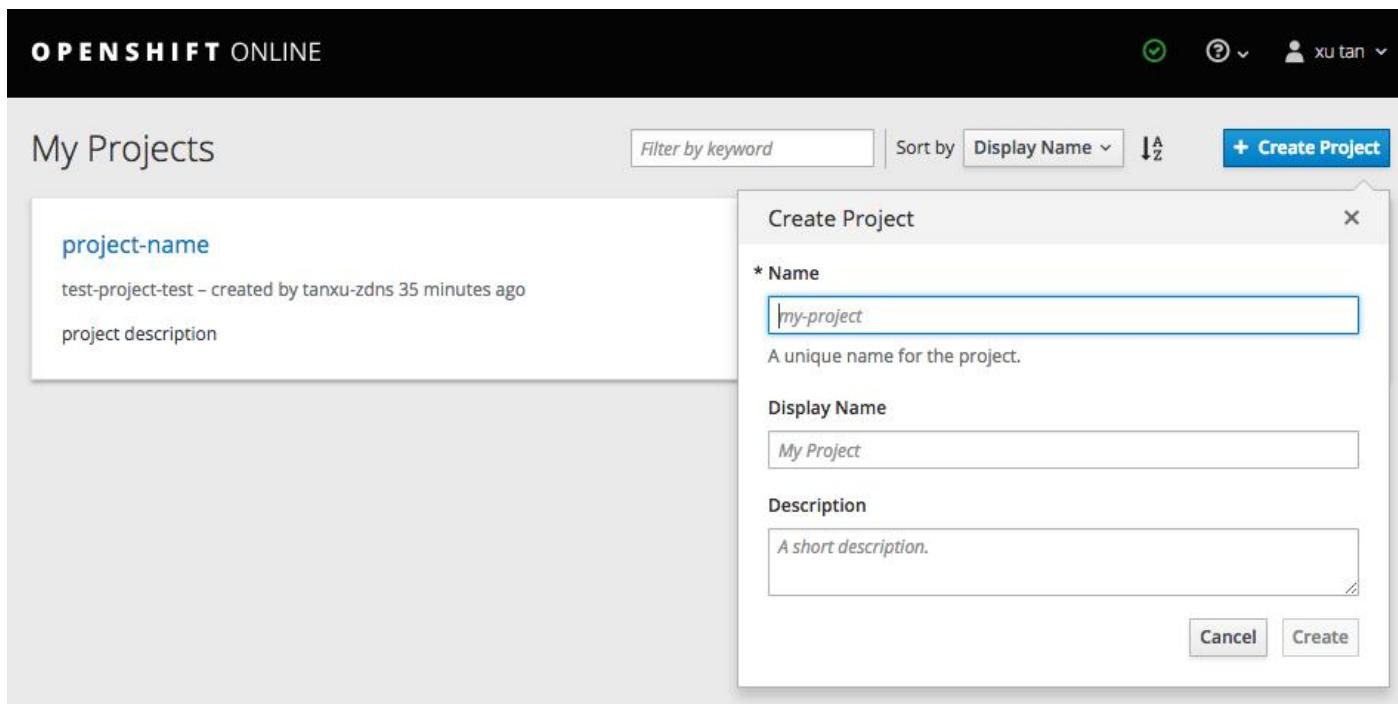 OPENSHIFT ONLINE
xu tan
My Projects
Filter by keyword
Sort by
Display Name
A
Z
+ Create Project
project-name
test-project-test – created by tanxu-zdns 35 minutes ago
project description
Create Project
* Name
my-project
A unique name for the project.
Display Name
My Project
Description
A short description.
Cancel
Create